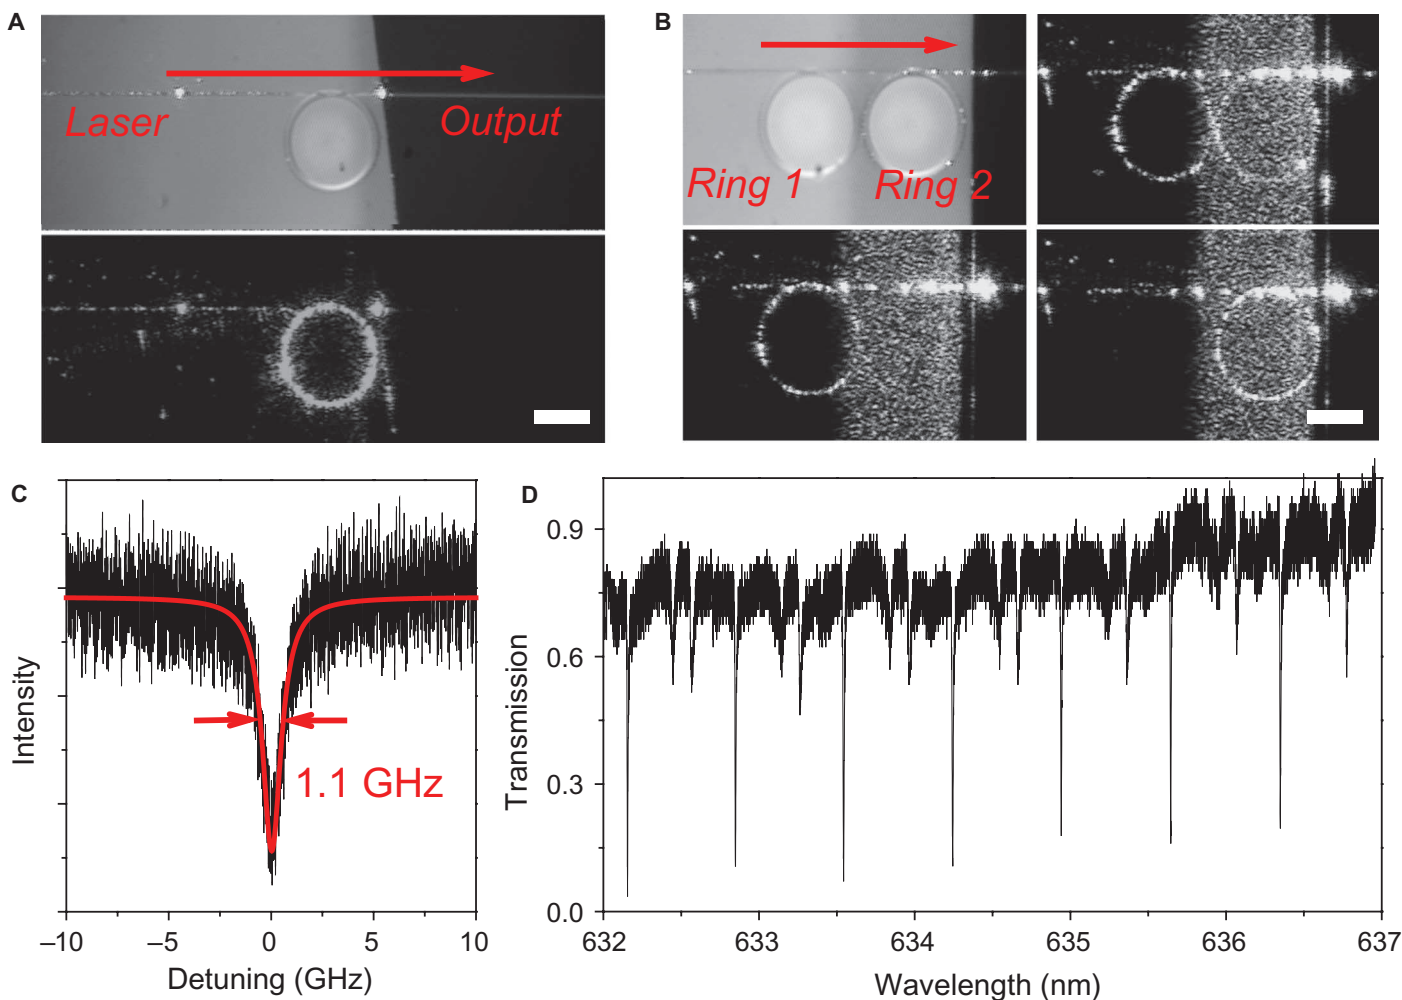 A
Laser
Output
B
Ring 1
Ring 2
C
Intensity
1.1 GHz
–10
–5
0
5
10
Detuning (GHz)
D
Transmission
0.9
0.6
0.3
0.0
632
633
634
635
636
637
Wavelength (nm)